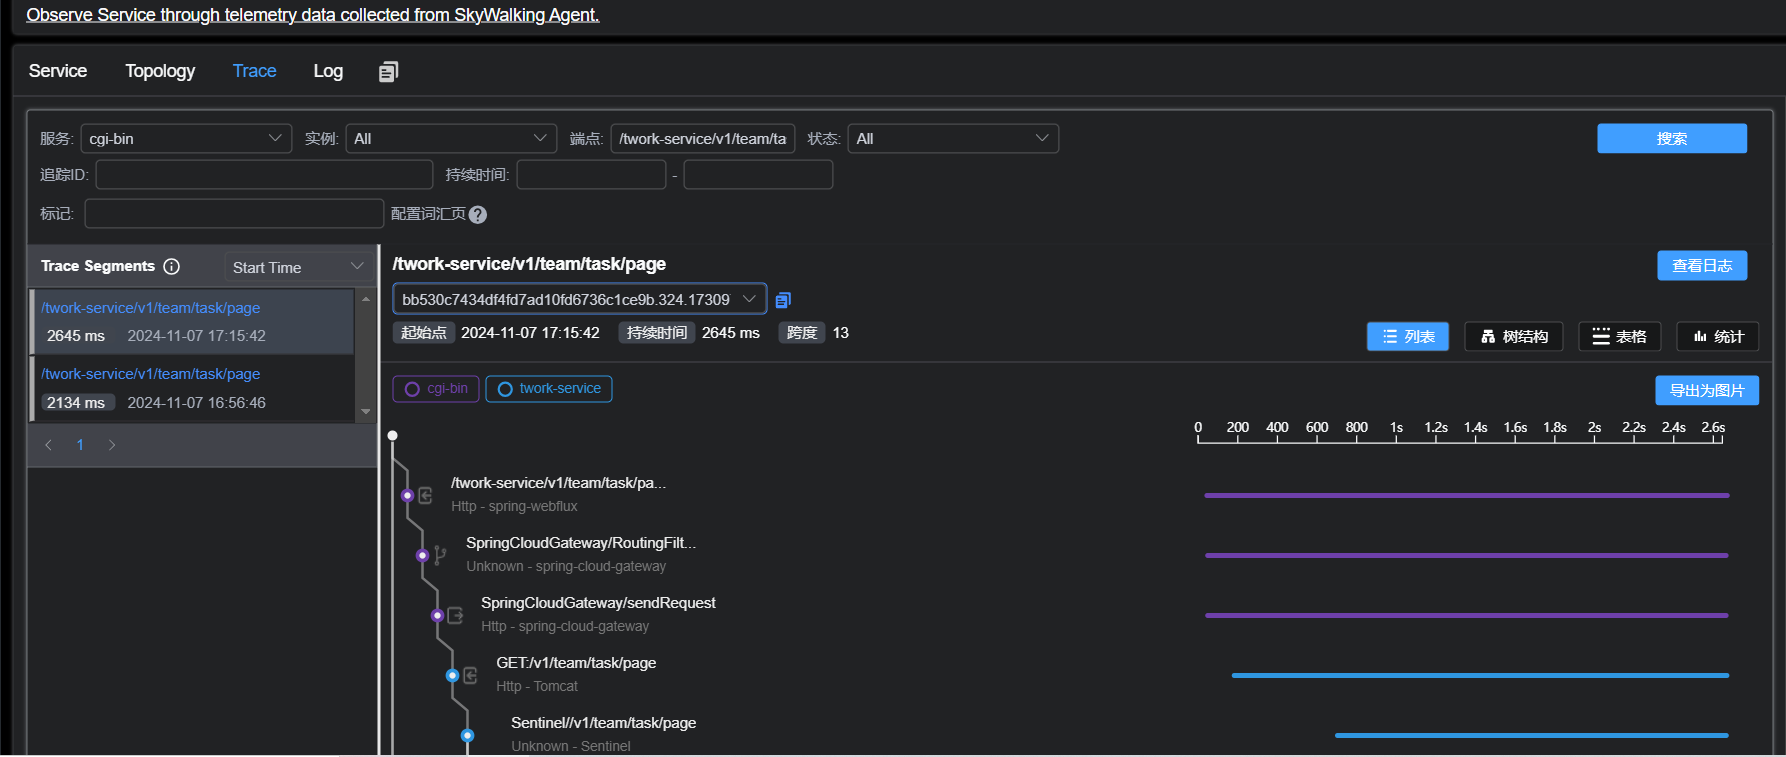 Observe Service through telemetry data collected from SkyWalking Agent.
Service Topology Trace Log
服务: cgi-bin 实例: All 端点: /twork-service/v1/team/ta 状态: All 搜索
追踪ID: 持续时间: -
标记: 配置词汇页 ?
Trace Segments Start Time
/twork-service/v1/team/task/page
2645 ms 2024-11-07 17:15:42
/twork-service/v1/team/task/page
2134 ms 2024-11-07 16:56:46
1
/twork-service/v1/team/task/page 查看日志
bb530c7434df4fd7ad10fd6736c1ce9b.324.17309
起始点 2024-11-07 17:15:42 持续时间 2645 ms 跨度 13
列表 树结构 表格 统计
cgi-bin twork-service 导出为图片
0 200 400 600 800 1s 1.2s 1.4s 1.6s 1.8s 2s 2.2s 2.4s 2.6s
/twork-service/v1/team/task/pa...
Http - spring-webflux
SpringCloudGateway/RoutingFilt...
Unknown - spring-cloud-gateway
SpringCloudGateway/sendRequest
Http - spring-cloud-gateway
GET:/v1/team/task/page
Http - Tomcat
Sentinel//v1/team/task/page
Unknown - Sentinel